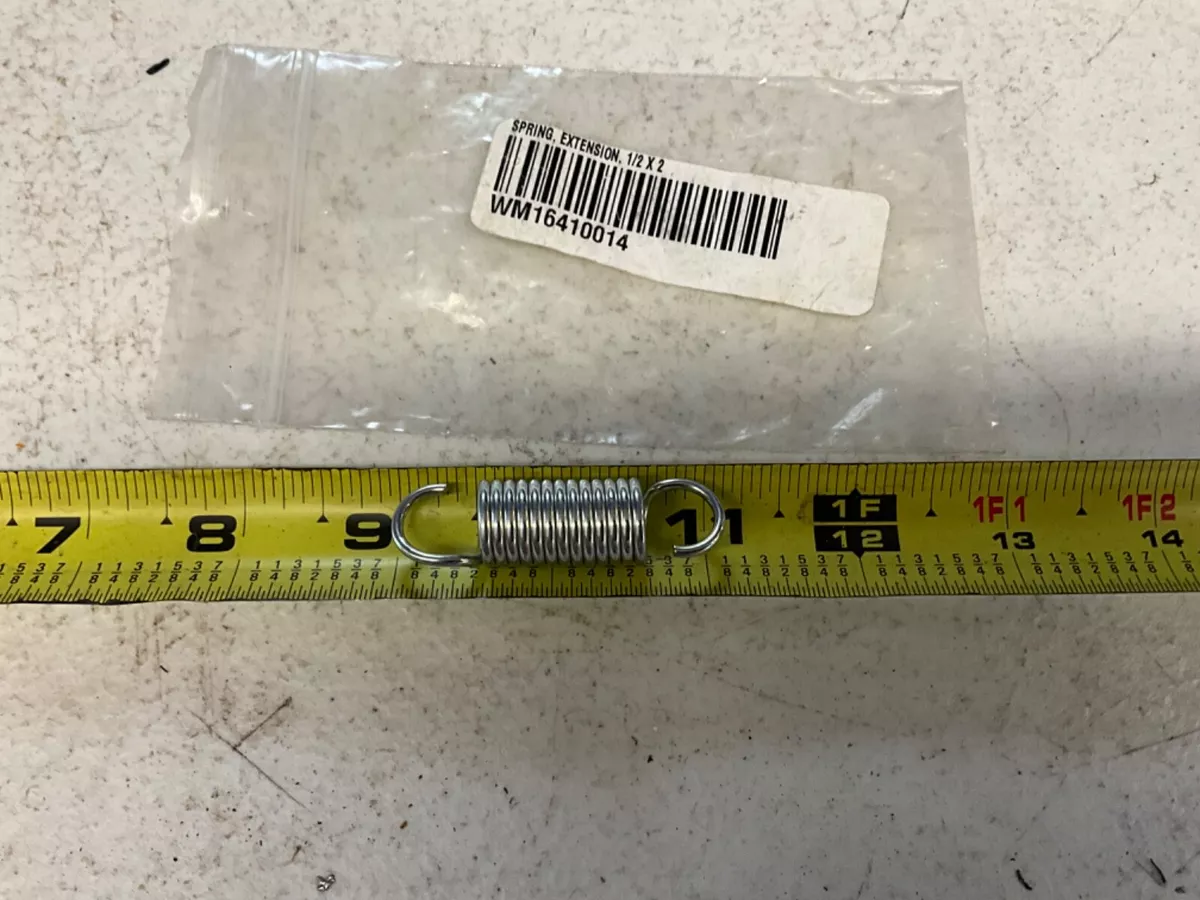 SPRING, EXTENSION, 1/2 X 2
WM16410014
7 8 9 11 1F 12 1F1 13 1F2 14